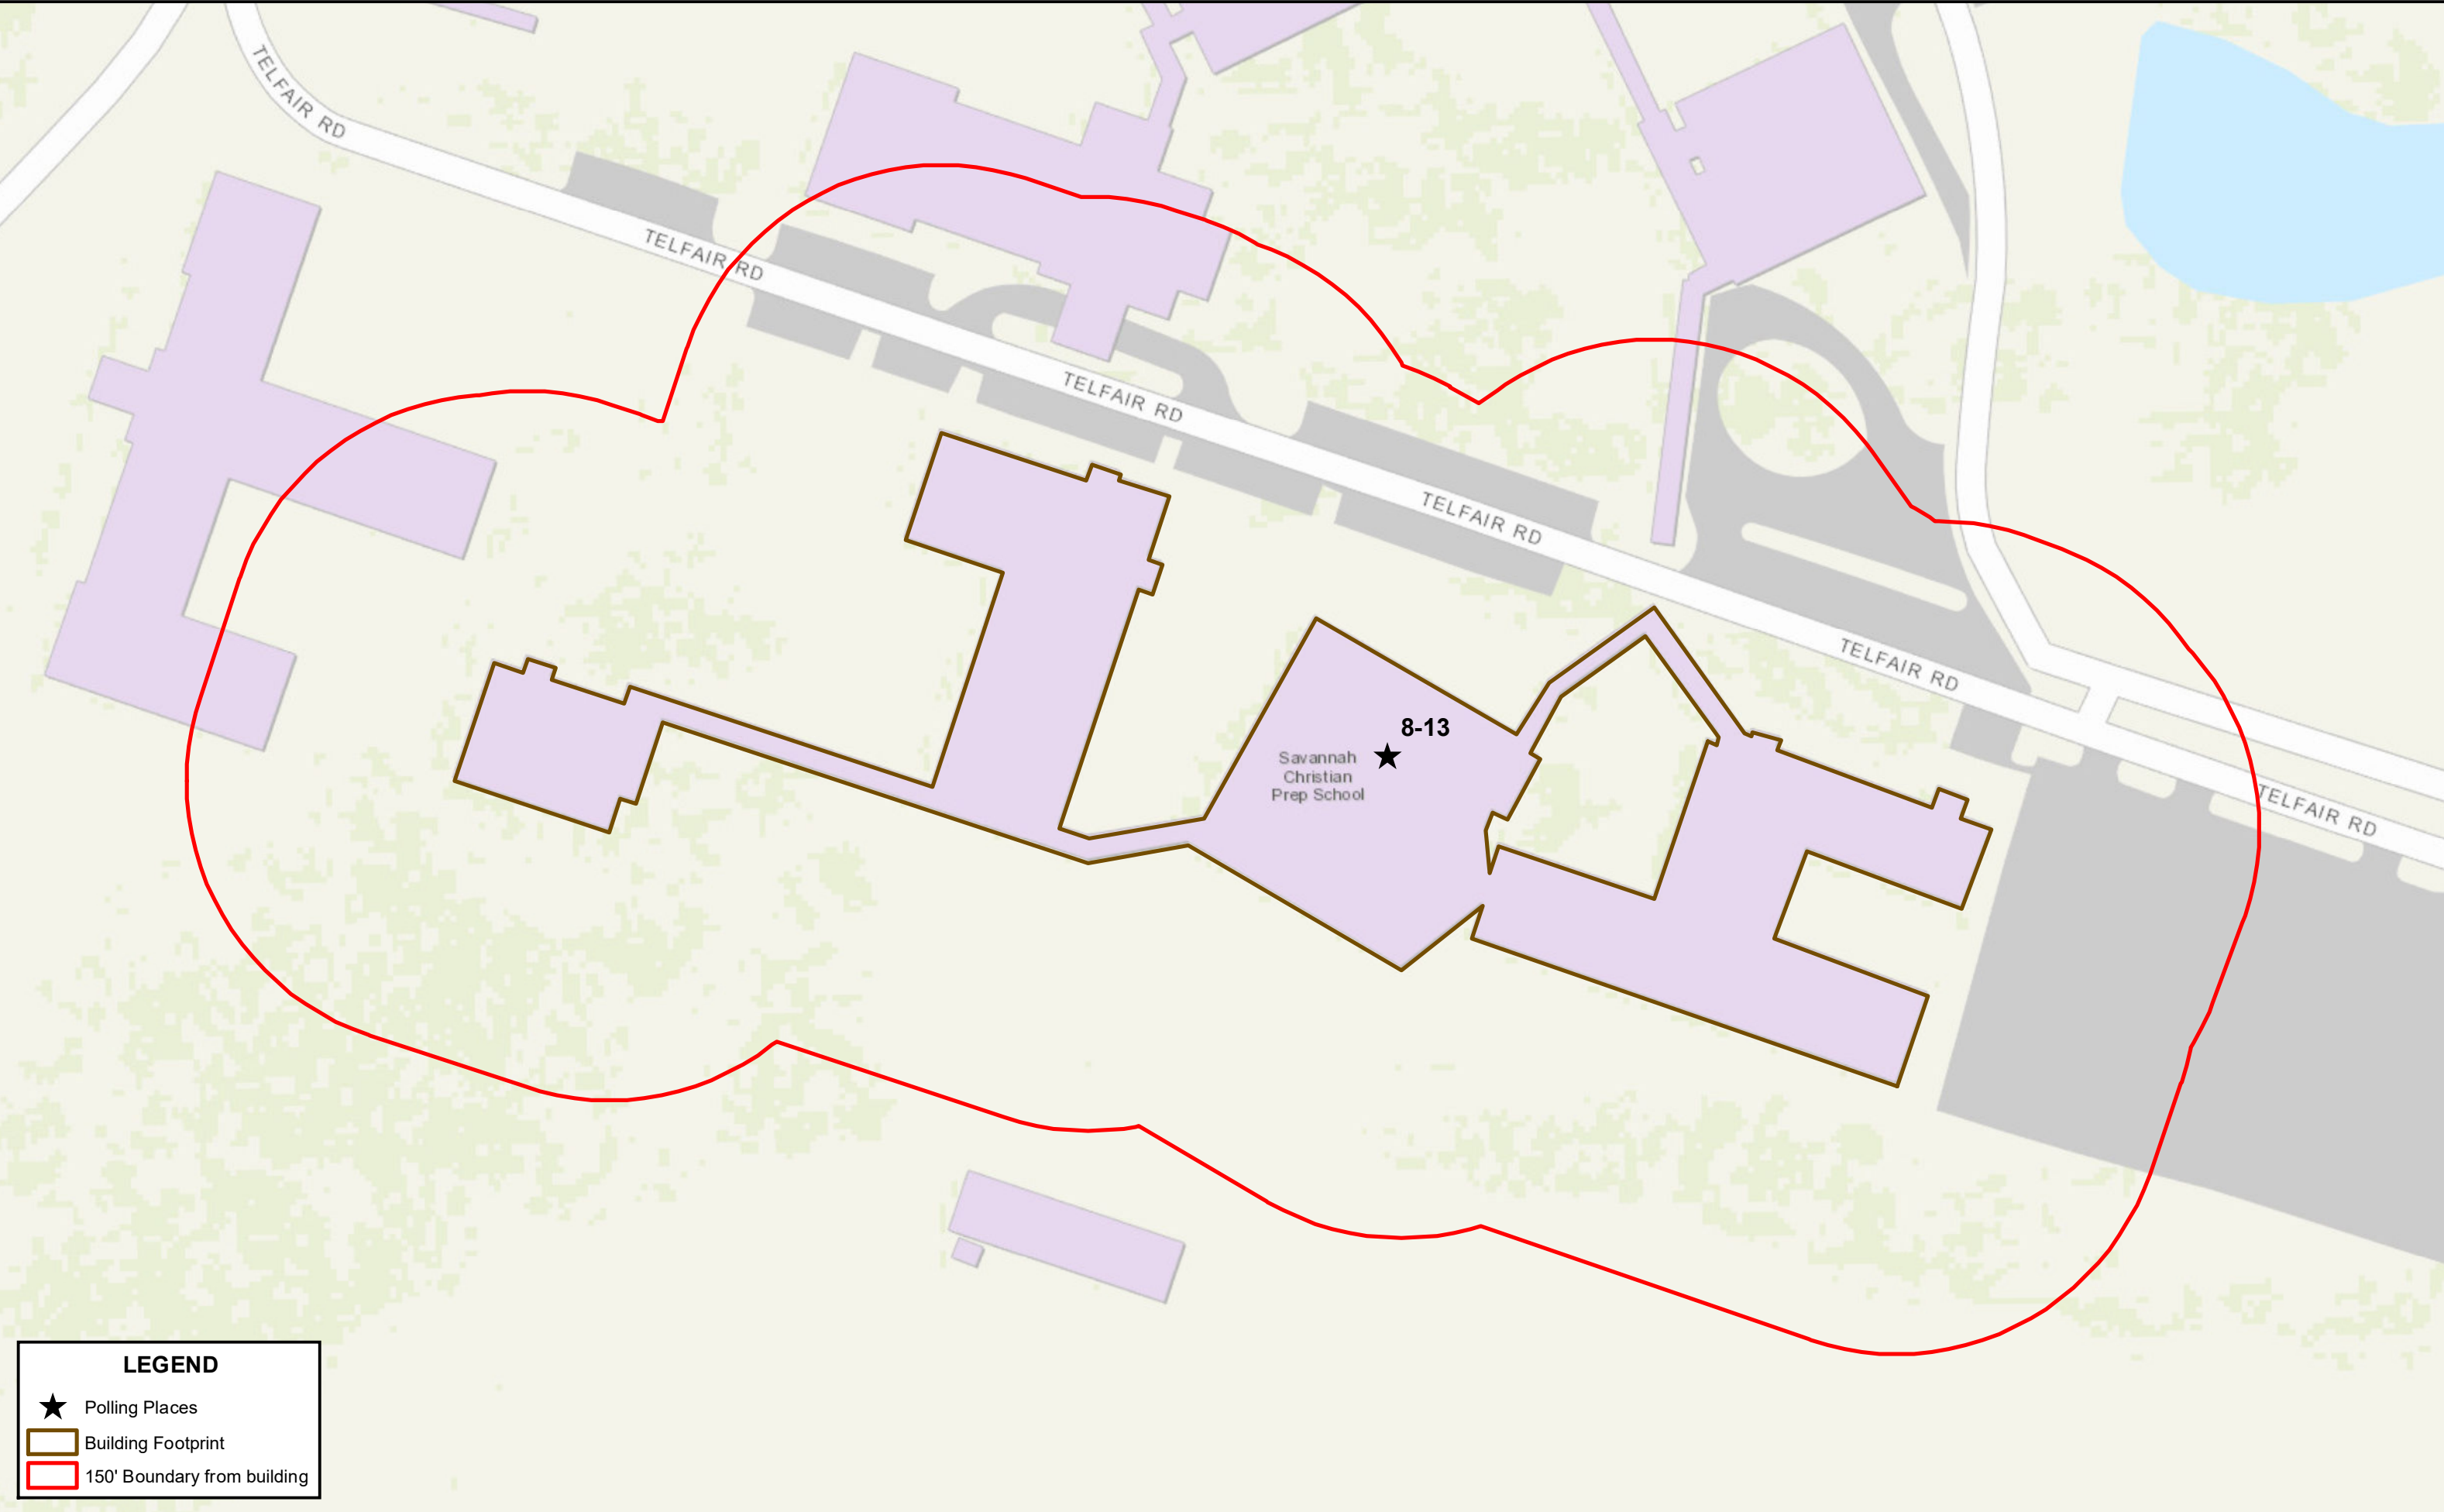 TELFAIR RD
TELFAIR RD
TELFAIR RD
TELFAIR RD
TELFAIR RD
TELFAIR RD
8-13
Savannah
Christian
Prep School
LEGEND
Polling Places
Building Footprint
150' Boundary from building